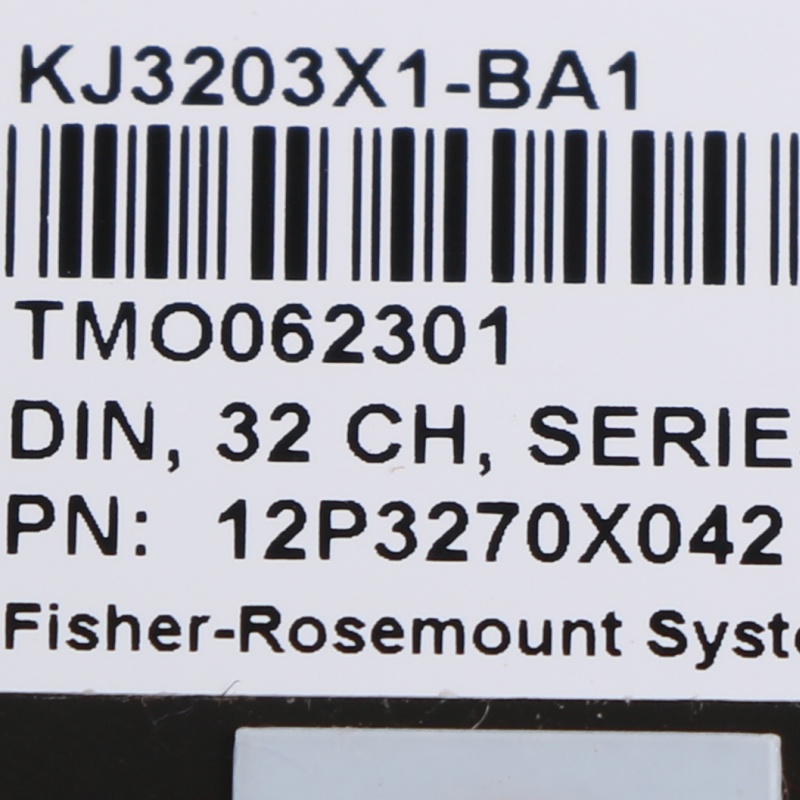 KJ3203X1-BA1
TMO062301
DIN, 32 CH, SERIE
PN: 12P3270X042
Fisher-Rosemount Syst